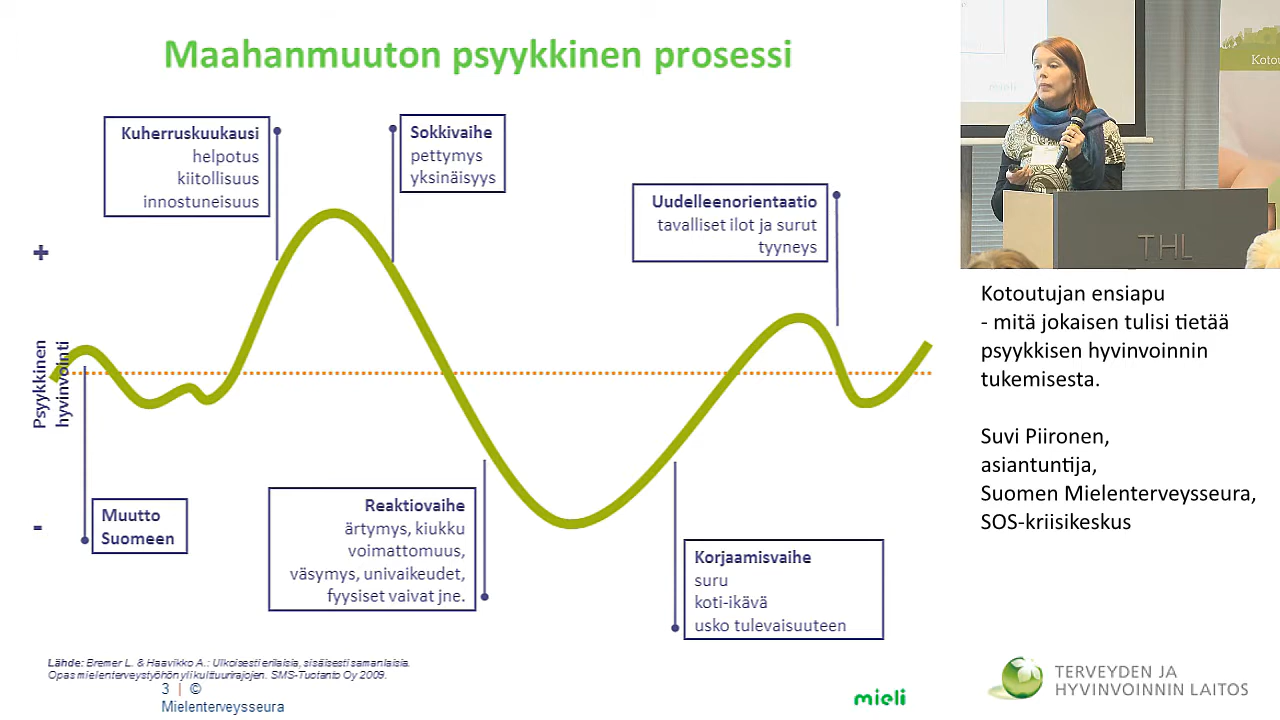 Maahanmuuton psyykkinen prosessi
Kuherruskuukausi
helpotus
kiitollisuus
innostuneisuus
Sokkivaihe
pettymys
yksinäisyys
Uudelleenorientaatio
tavalliset ilot ja surut
tyyneys
+
Psyykkinen
hyvinvointi
-
Muutto
Suomeen
Reaktiovaihe
ärtymys, kiukku
voimattomuus,
väsymys, univaikeudet,
fyysiset vaivat jne.
Korjaamisvaihe
suru
koti-ikävä
usko tulevaisuuteen
Lähde: Bremer L. & Haavikko A.: Ulkoisesti erilaisia, sisäisesti samanlaisia.
Opas mielenterveystyöhön yli kulttuurirajojen. SMS-Tuotanto Oy 2009.
3 | ©
Mielenterveysseura
mieli
mieli
Kotou
THL
Kotoutujan ensiapu
- mitä jokaisen tulisi tietää
psyykkisen hyvinvoinnin
tukemisesta.
Suvi Piironen,
asiantuntija,
Suomen Mielenterveysseura,
SOS-kriisikeskus
TERVEYDEN JA
HYVINVOINNIN LAITOS